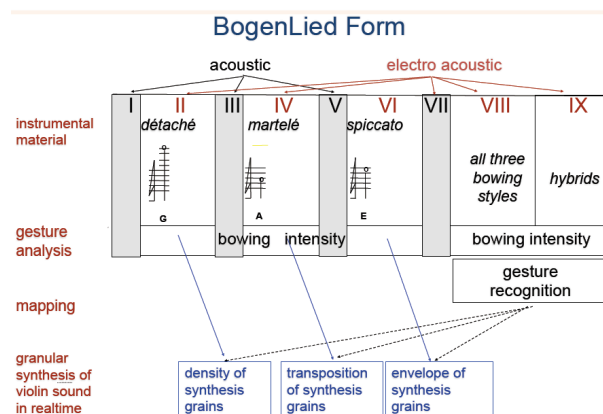 BogenLied Form
acoustic
electro acoustic
I II III IV V VI VII VIII IX
instrumental
material
détaché
martelé
spiccato
all three
bowing
styles
hybrids
G A E
gesture
analysis
bowing intensity
bowing intensity
gesture
recognition
mapping
granular
synthesis of
violin sound
in realtime
density of
synthesis
grains
transposition
of synthesis
grains
envelope of
synthesis
grains